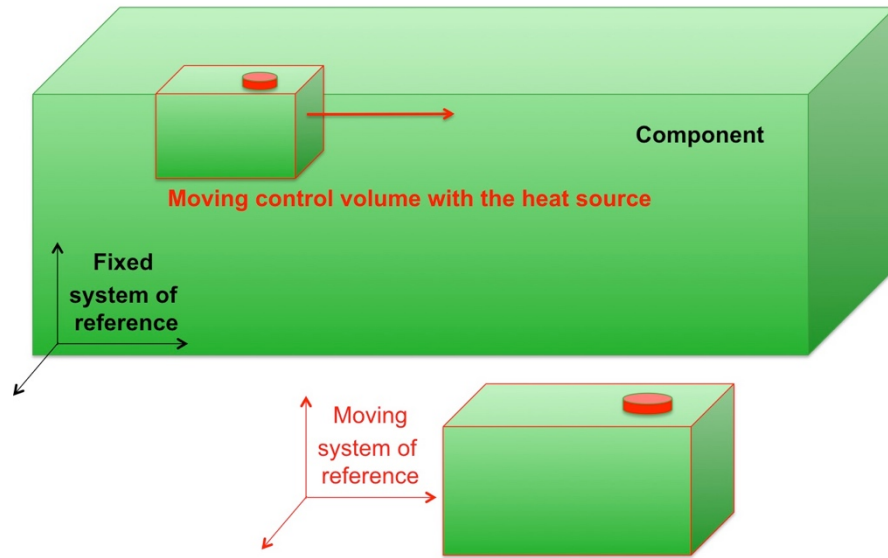 Component
Moving control volume with the heat source
Fixed
system of
reference
Moving
system of
reference